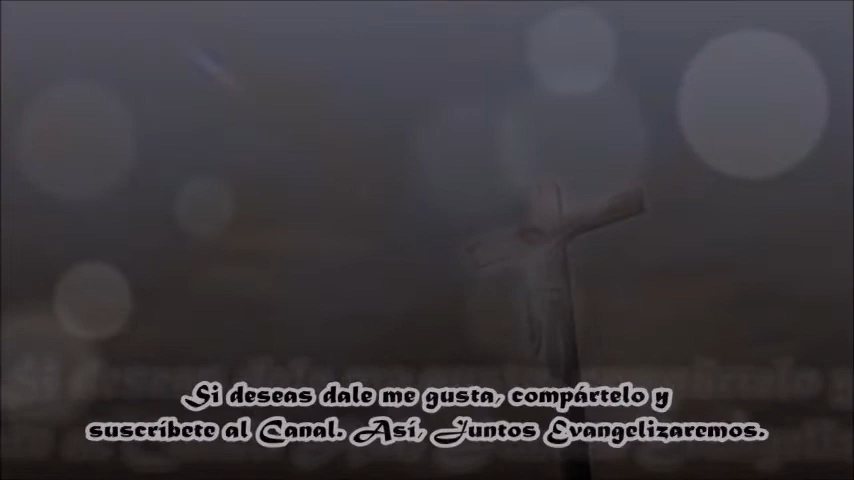 Si deseas dale me gusta, compártelo y
suscríbete al Canal. Así, Juntos Evangelizaremos.